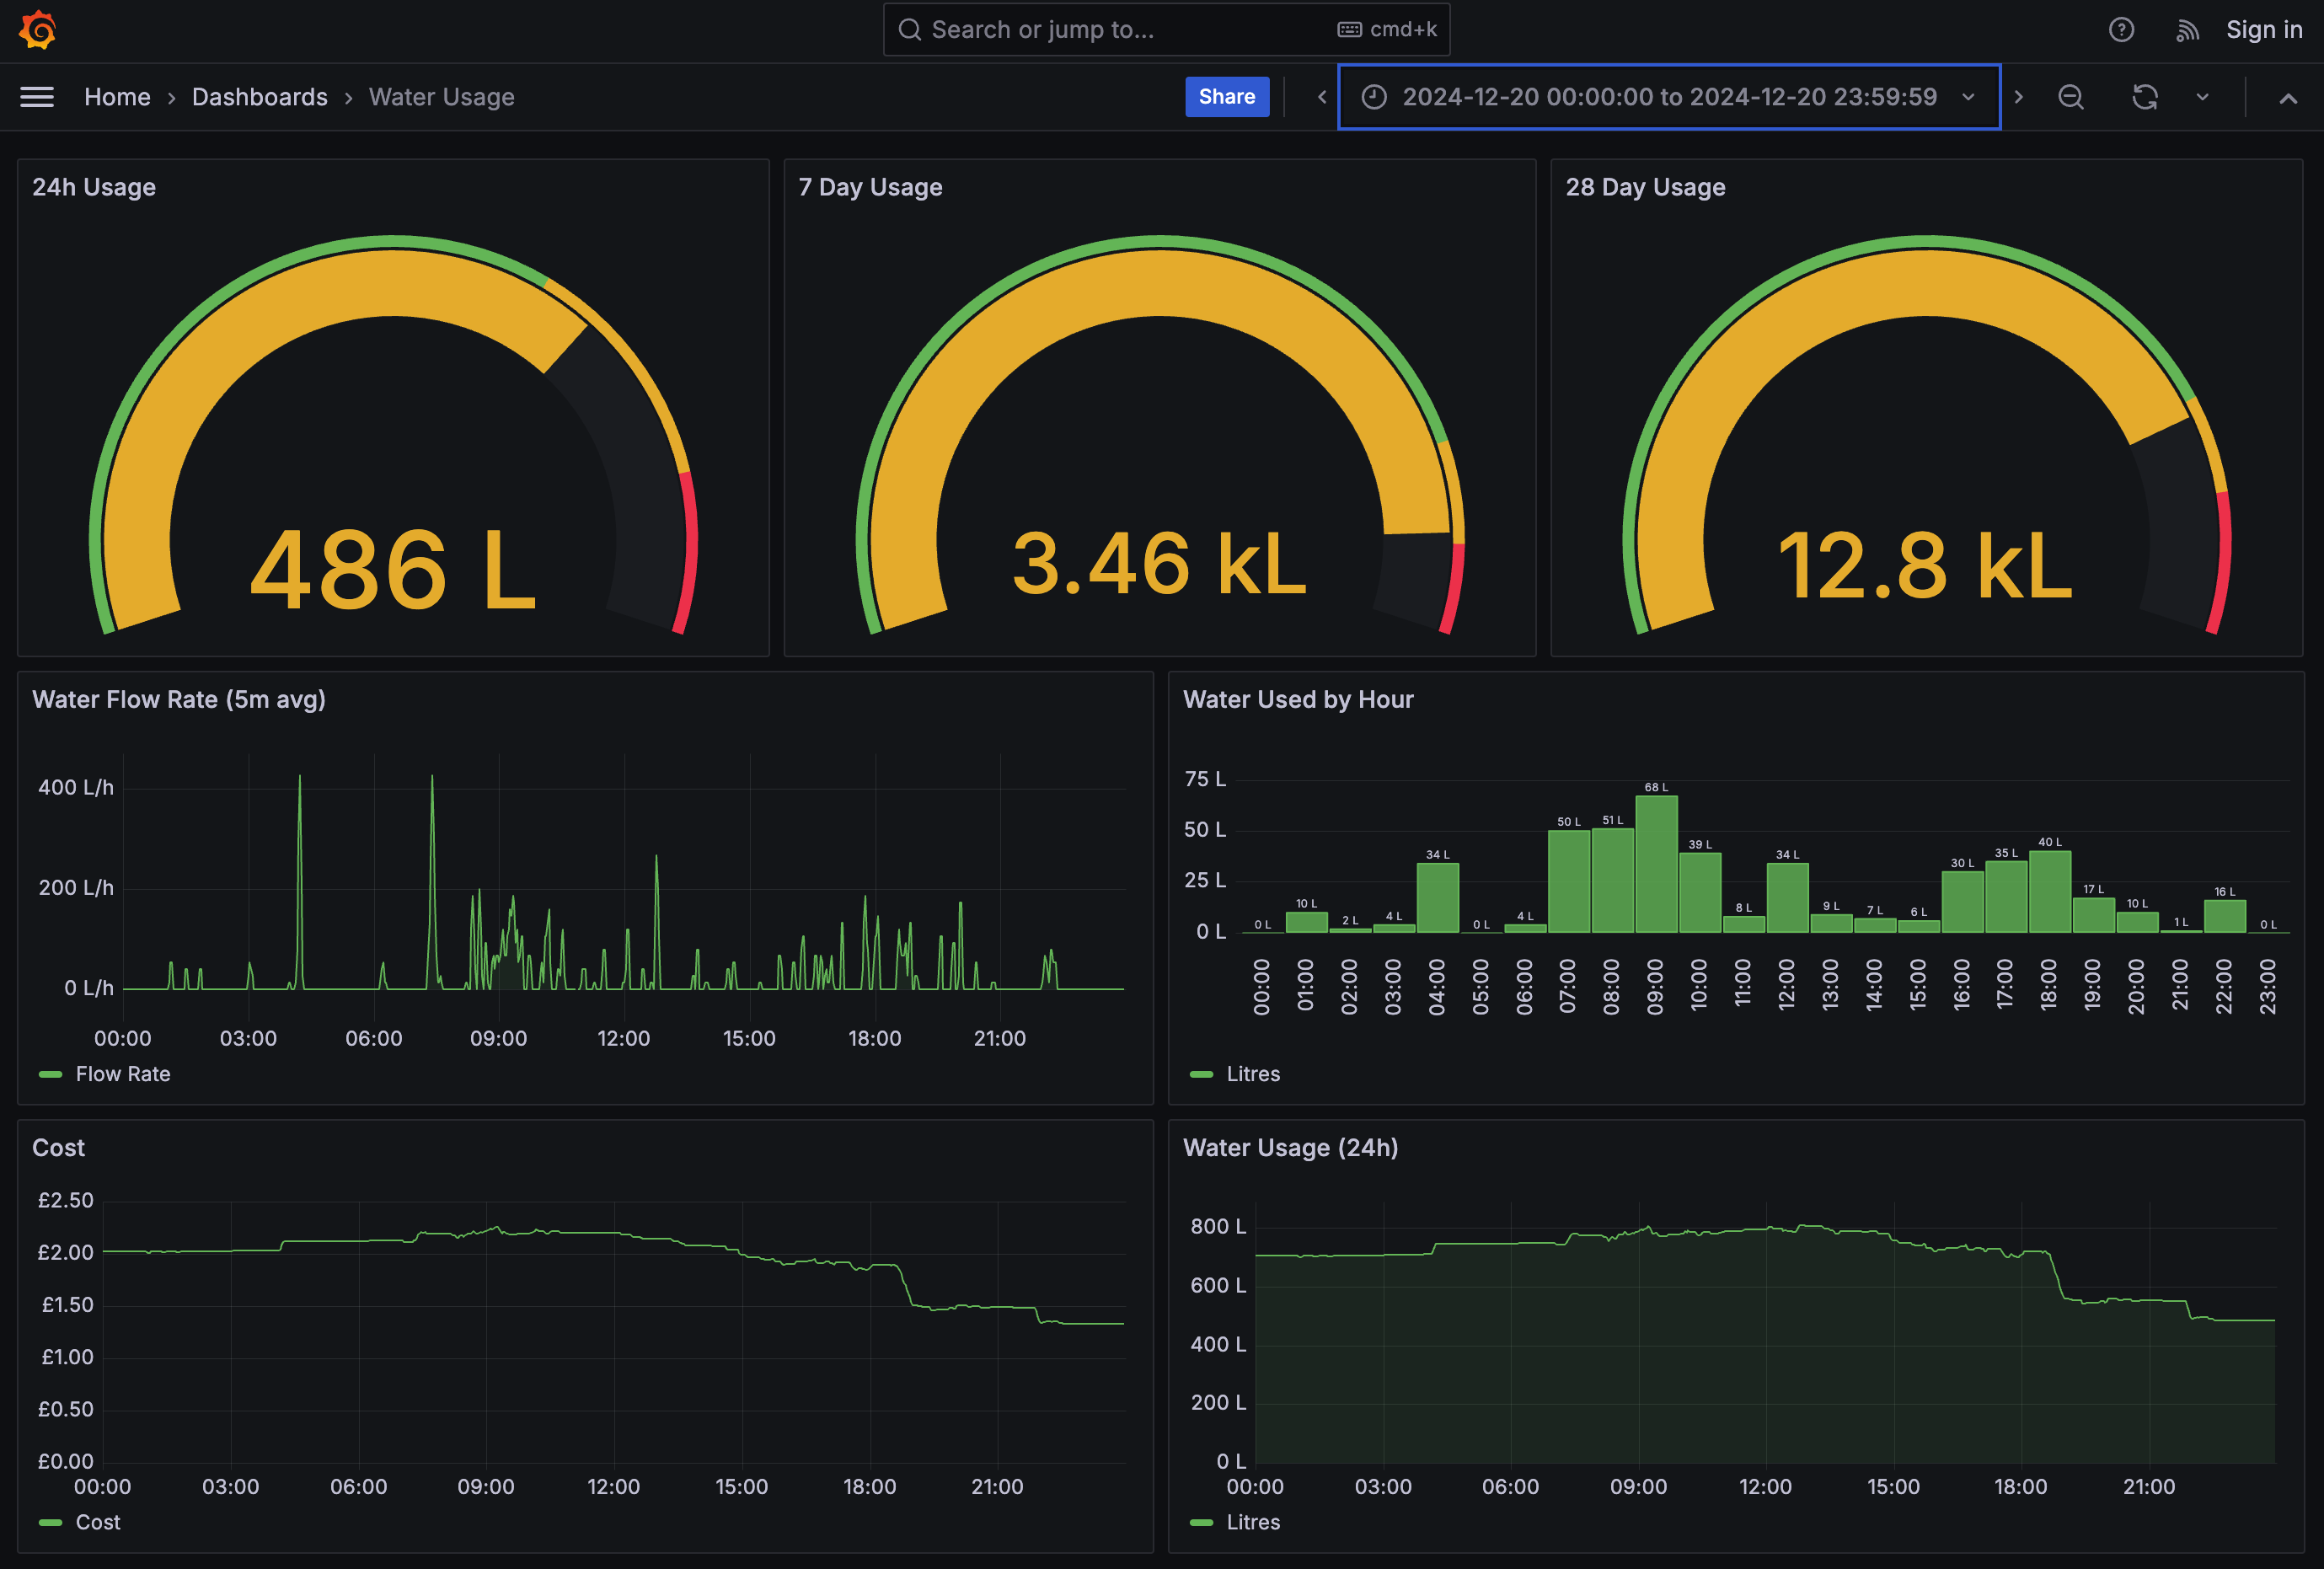 Search or jump to...
cmd+k
Sign in
Home › Dashboards › Water Usage
Share
2024-12-20 00:00:00 to 2024-12-20 23:59:59
24h Usage
486 L
7 Day Usage
3.46 kL
28 Day Usage
12.8 kL
Water Flow Rate (5m avg)
400 L/h
200 L/h
0 L/h
00:00 03:00 06:00 09:00 12:00 15:00 18:00 21:00
Flow Rate
Water Used by Hour
75 L
50 L
25 L
0 L
0 L 10 L 2 L 4 L 34 L 0 L 4 L 50 L 51 L 68 L 39 L 8 L 34 L 9 L 7 L 6 L 30 L 35 L 40 L 17 L 10 L 1 L 16 L 0 L
00:00 01:00 02:00 03:00 04:00 05:00 06:00 07:00 08:00 09:00 10:00 11:00 12:00 13:00 14:00 15:00 16:00 17:00 18:00 19:00 20:00 21:00 22:00 23:00
Litres
Cost
£2.50
£2.00
£1.50
£1.00
£0.50
£0.00
00:00 03:00 06:00 09:00 12:00 15:00 18:00 21:00
Cost
Water Usage (24h)
800 L
600 L
400 L
200 L
0 L
00:00 03:00 06:00 09:00 12:00 15:00 18:00 21:00
Litres